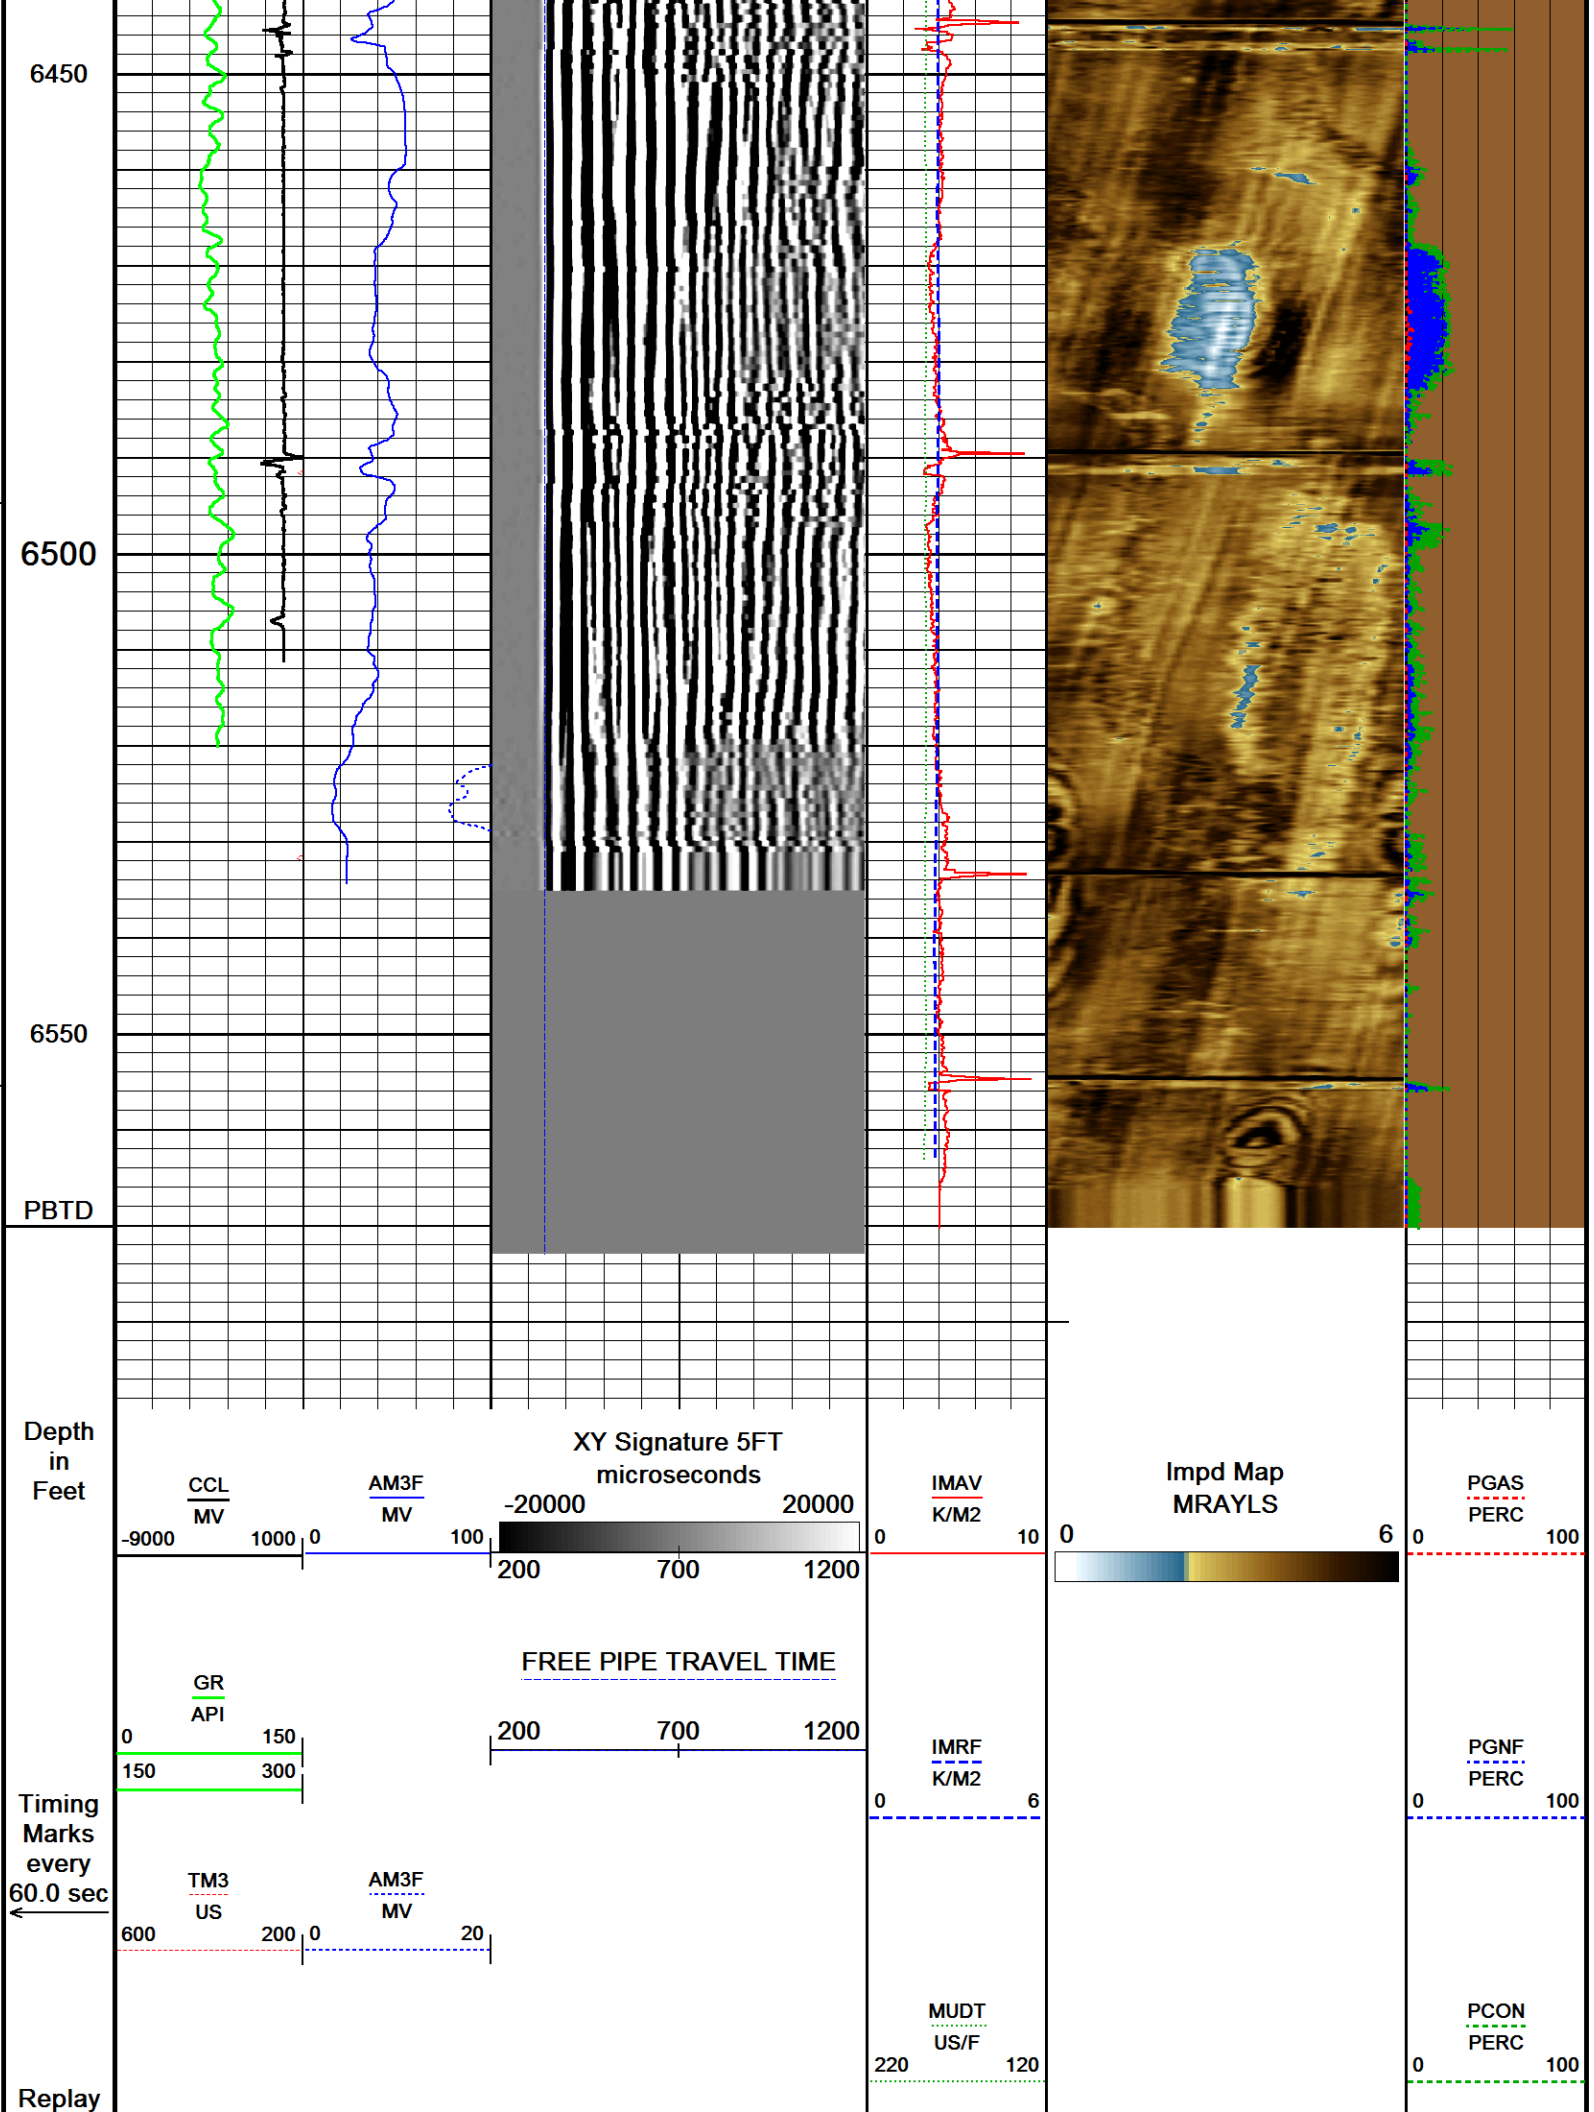 6450
6500
6550
PBTD
Depth
in
Feet
CCL
MV
-9000 1000
AM3F
MV
0 100
XY Signature 5FT
microseconds
-20000 20000
200 700 1200
IMAV
K/M2
0 10
Impd Map
MRAYLS
0 6
PGAS
PERC
0 100
GR
API
0 150
150 300
FREE PIPE TRAVEL TIME
200 700 1200
IMRF
K/M2
0 6
PGNF
PERC
0 100
Timing
Marks
every
60.0 sec
TM3
US
600 200
AM3F
MV
0 20
MUDT
US/F
220 120
PCON
PERC
0 100
Replay